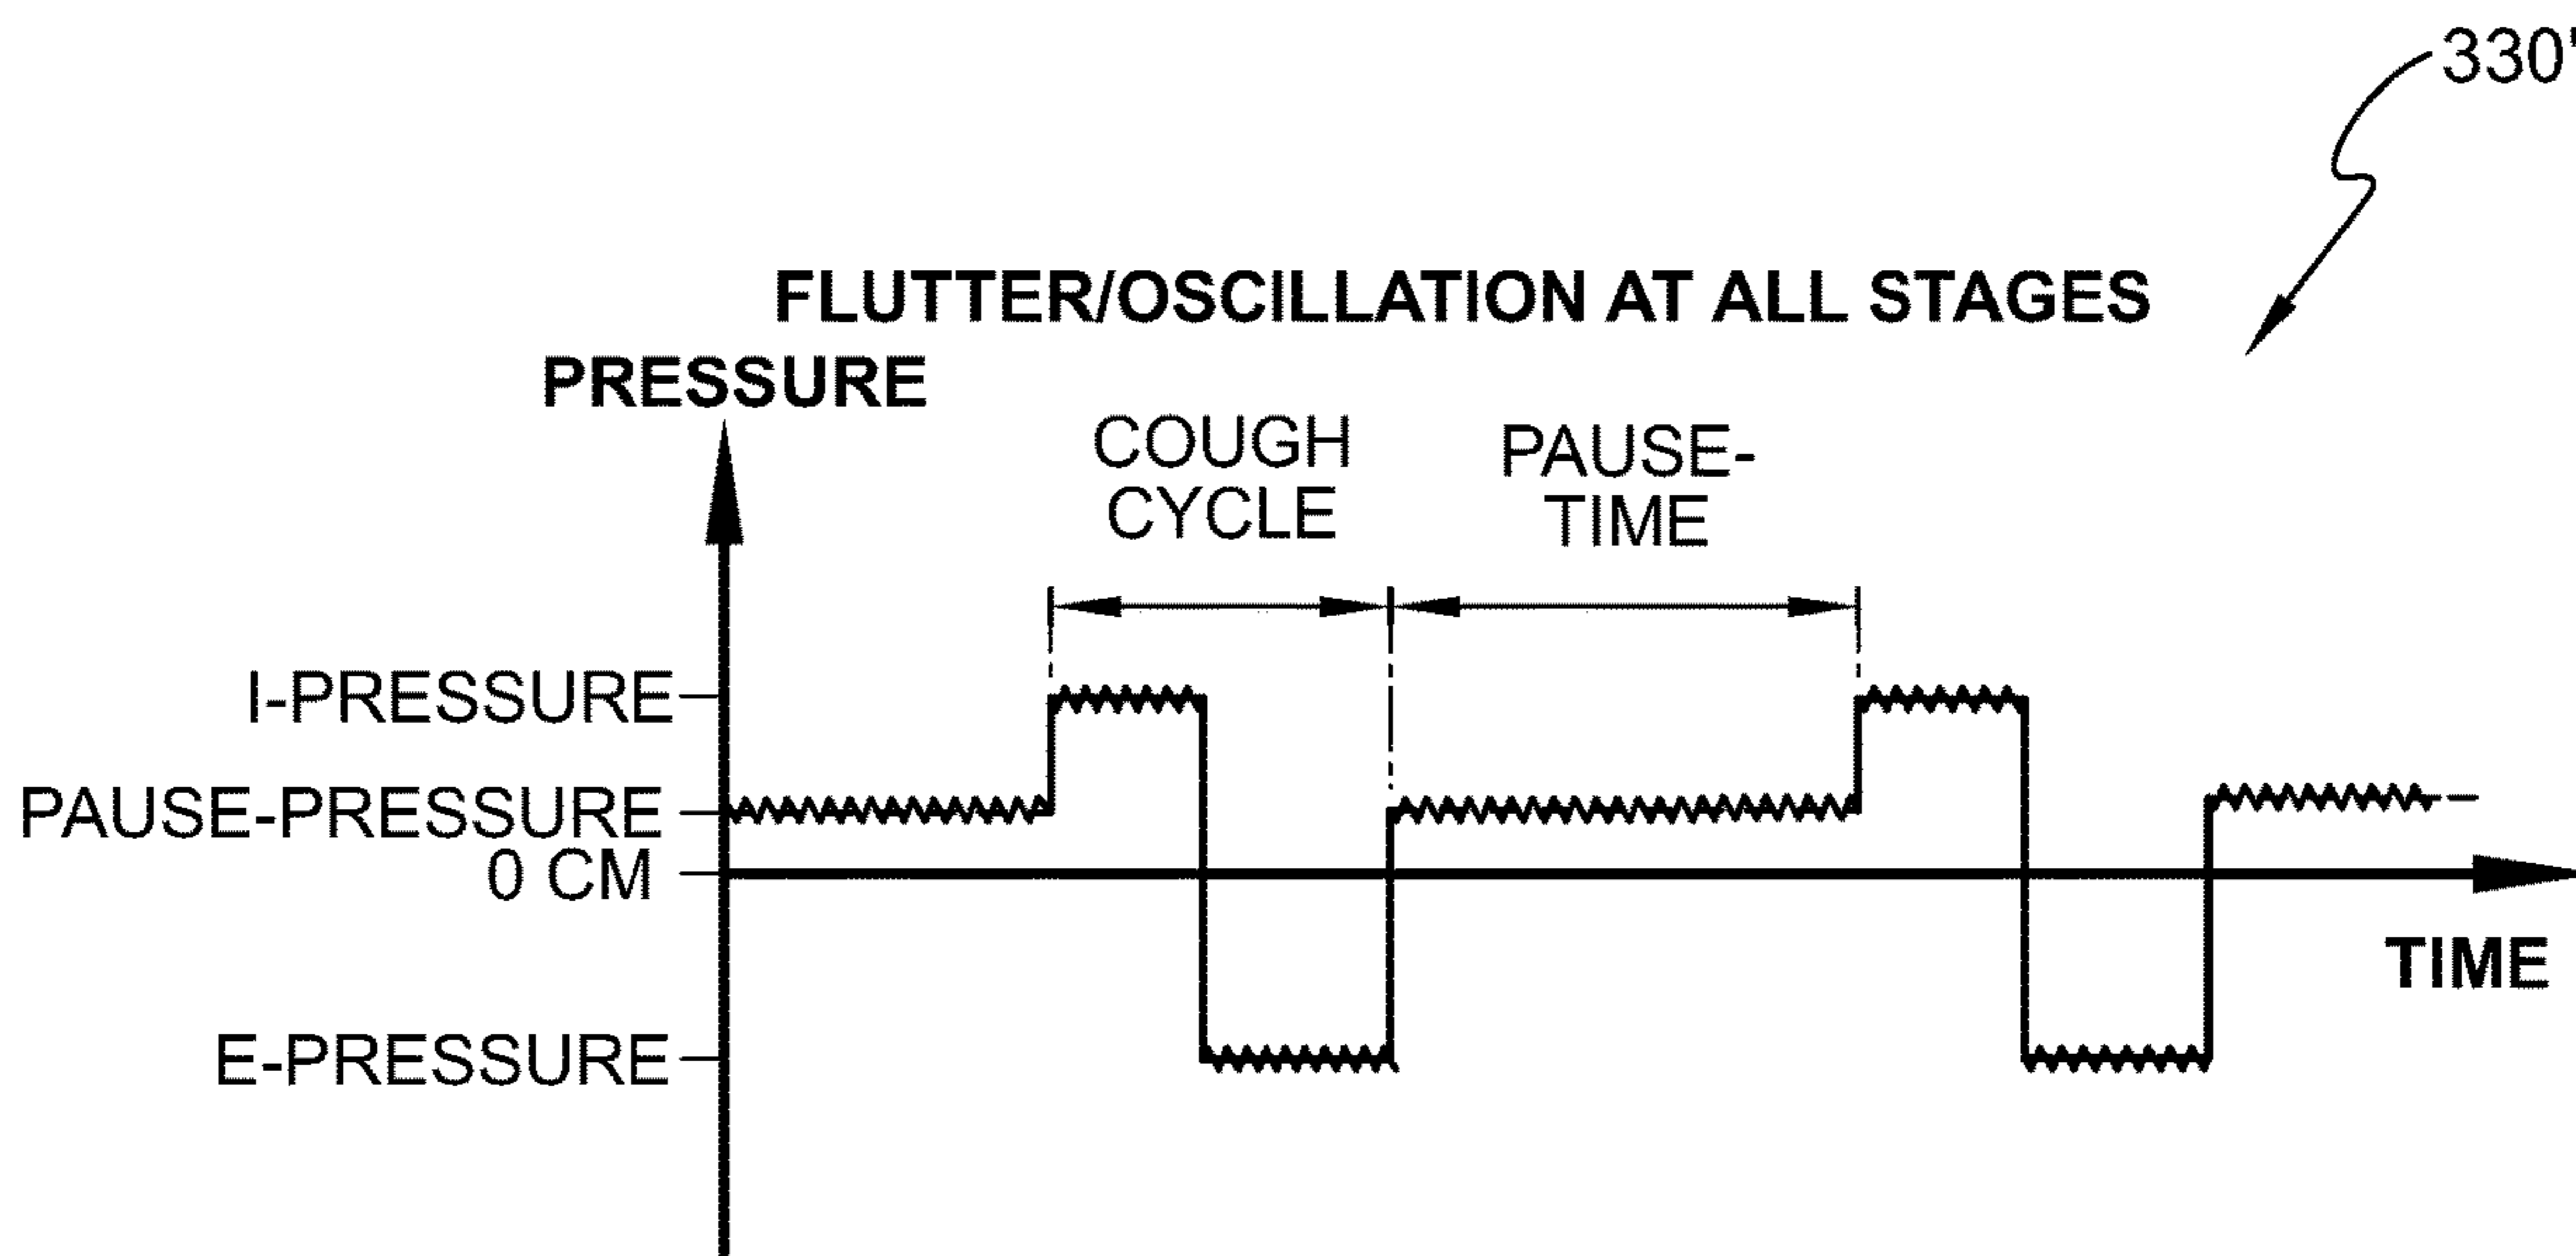 330'
FLUTTER/OSCILLATION AT ALL STAGES
PRESSURE
COUGH
CYCLE
PAUSE-
TIME
I-PRESSURE
PAUSE-PRESSURE
0 CM
TIME
E-PRESSURE